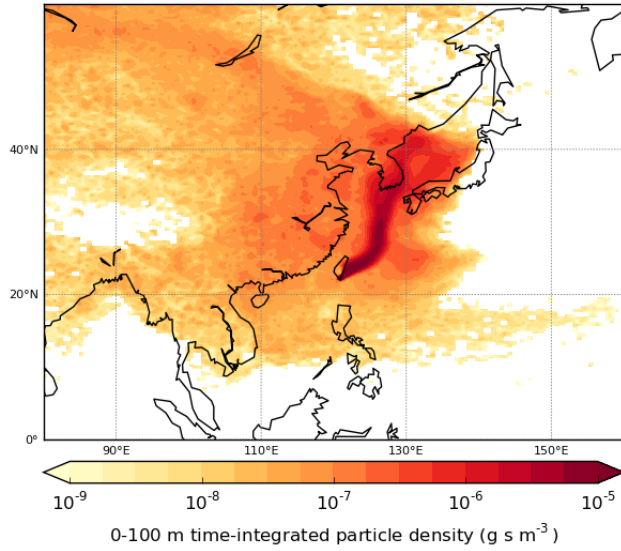 40°N
20°N
0°
90°E
110°E
130°E
150°E
10⁻⁹
10⁻⁸
10⁻⁷
10⁻⁶
10⁻⁵
0-100 m time-integrated particle density (g s m⁻³)